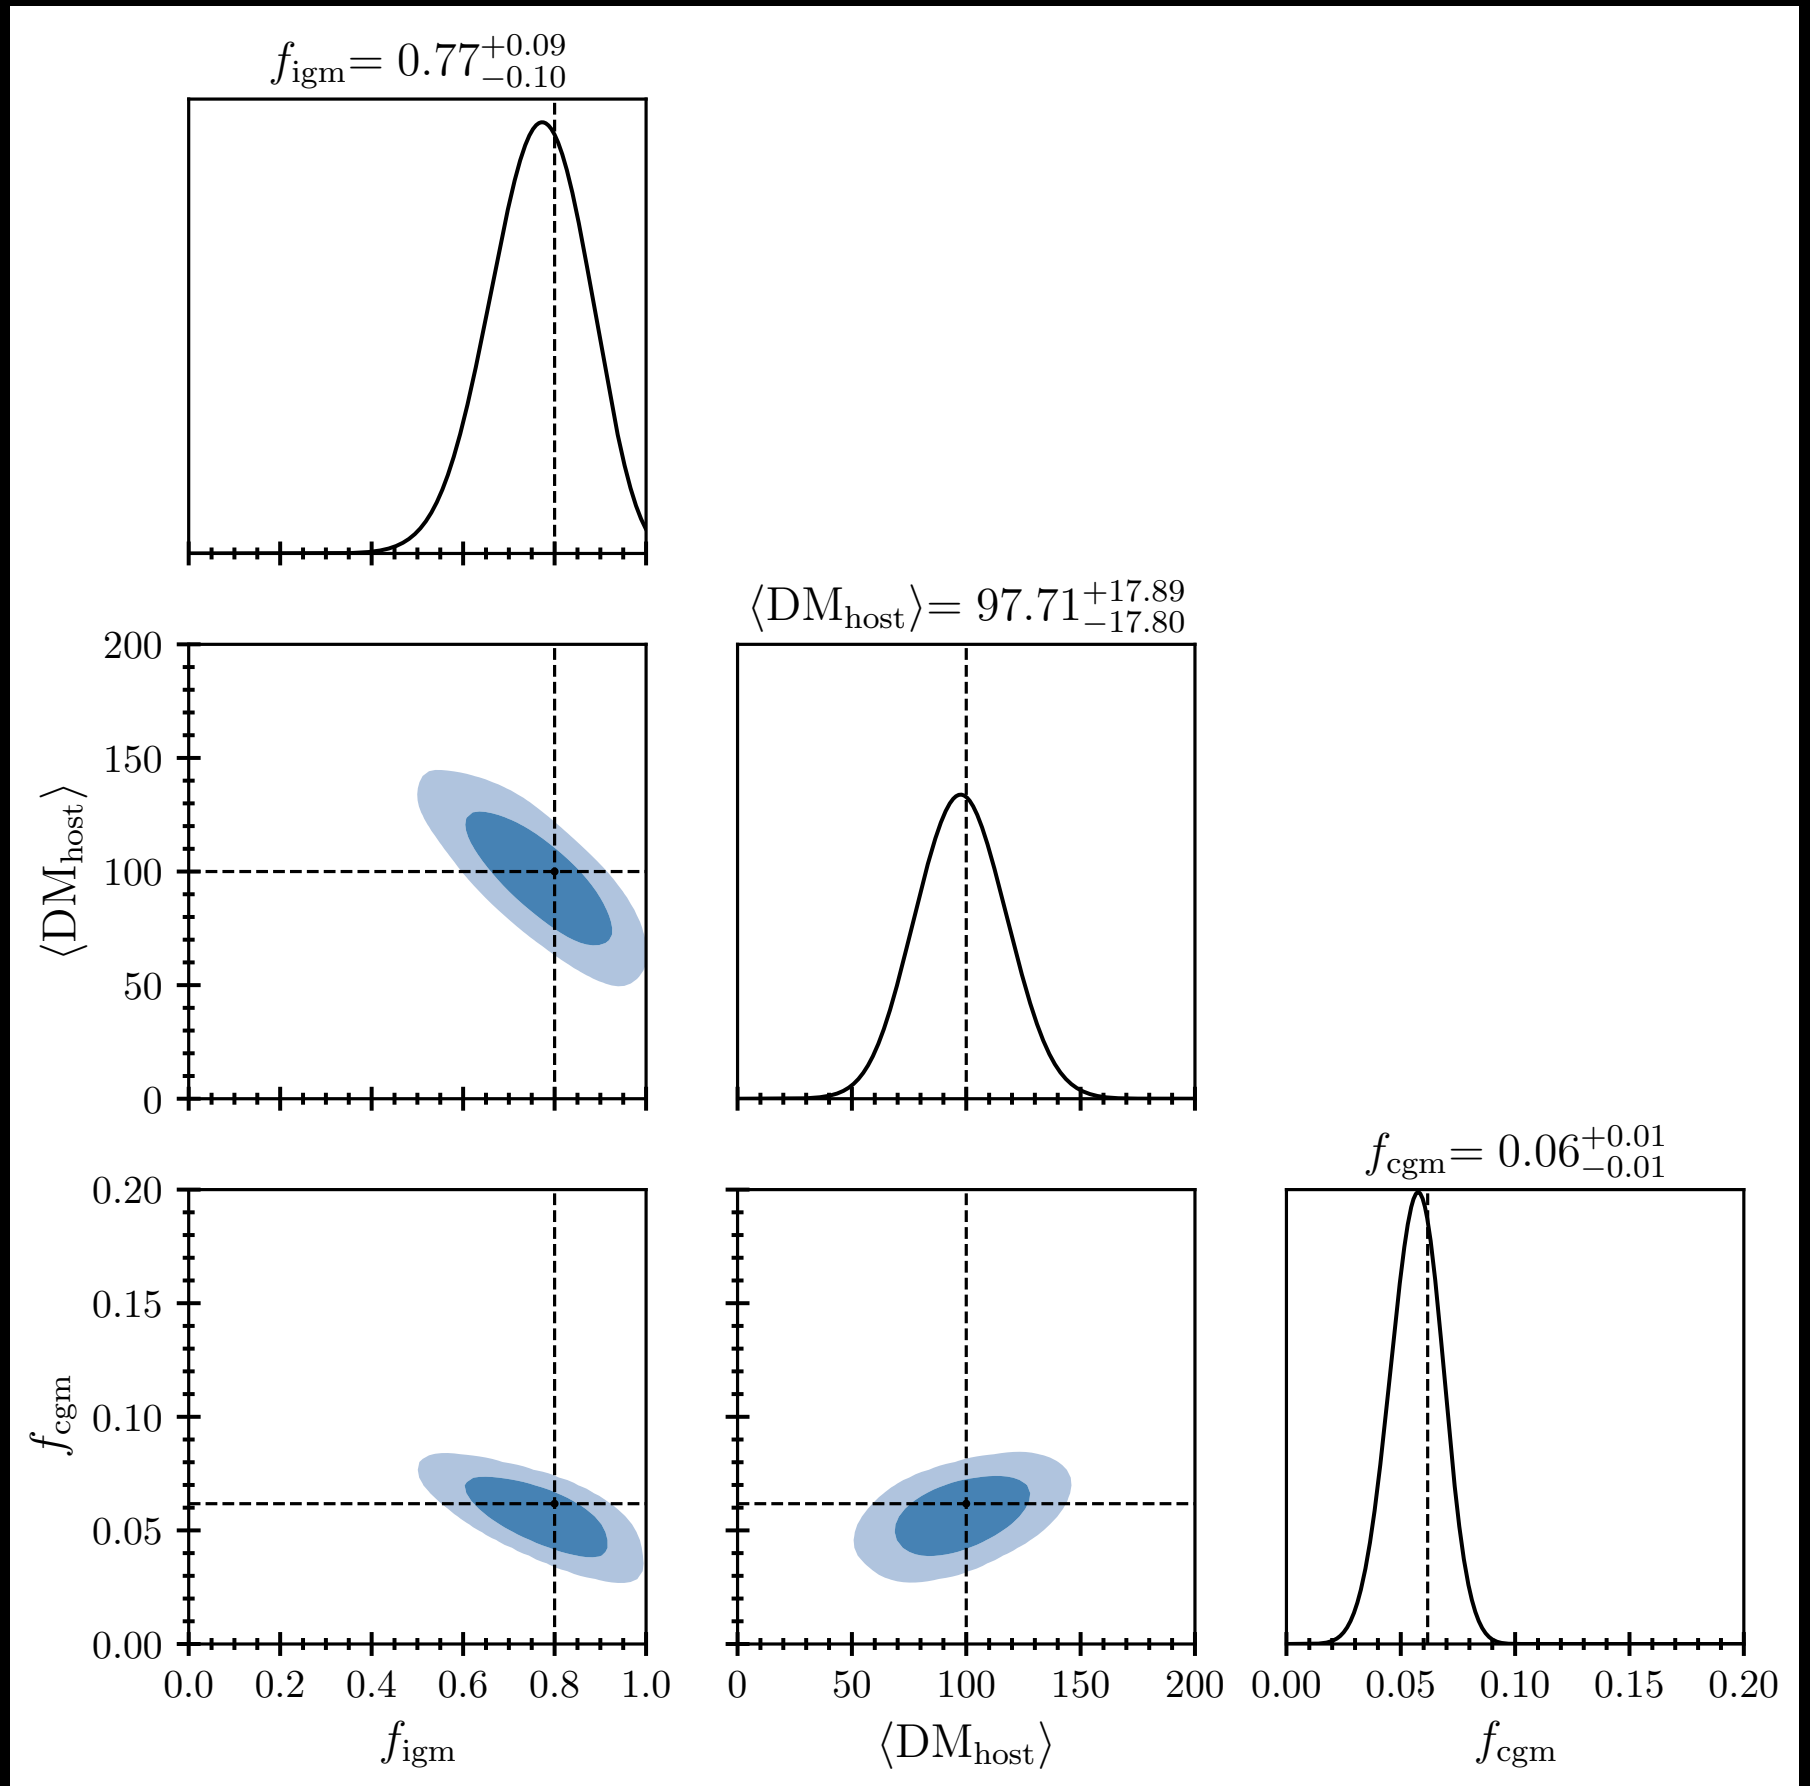 f_igm = 0.77 +0.09 −0.10
⟨DM_host⟩ = 97.71 +17.89 −17.80
200
150
100
50
0
⟨DM_host⟩
f_cgm = 0.06 +0.01 −0.01
0.20
0.15
0.10
0.05
0.00
f_cgm
0.0 0.2 0.4 0.6 0.8 1.0
0 50 100 150 200
0.00 0.05 0.10 0.15 0.20
f_igm
⟨DM_host⟩
f_cgm